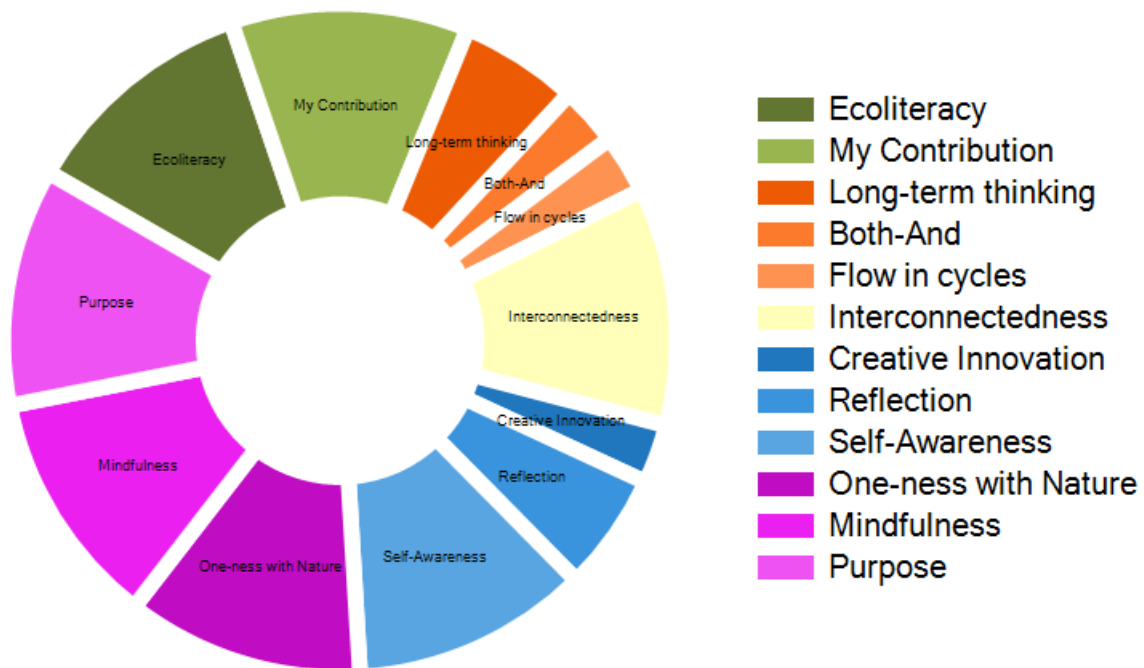 My Contribution
Long-term thinking
Ecoliteracy
Both-And
Flow in cycles
Purpose
Interconnectedness
Creative Innovation
Mindfulness
Reflection
Self-Awareness
One-ness with Nature
Ecoliteracy
My Contribution
Long-term thinking
Both-And
Flow in cycles
Interconnectedness
Creative Innovation
Reflection
Self-Awareness
One-ness with Nature
Mindfulness
Purpose